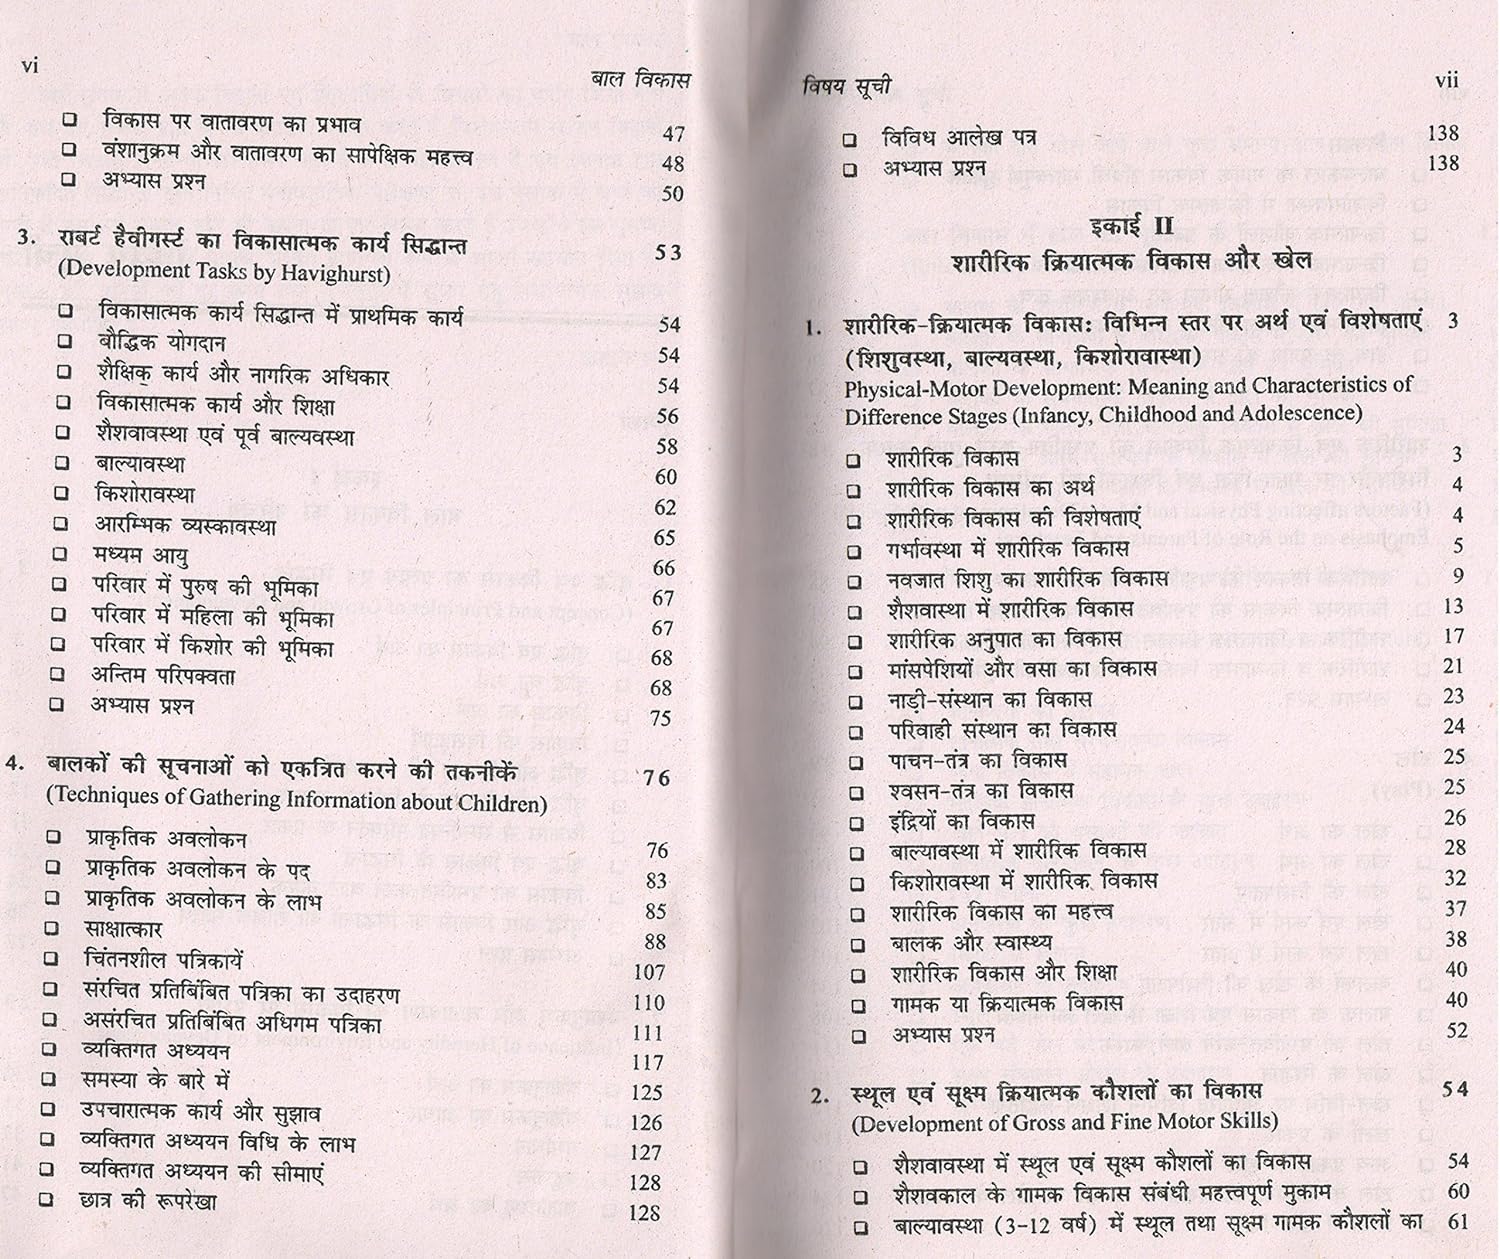 vi
बाल विकास
❑ विकास पर वातावरण का प्रभाव 47
❑ वंशानुक्रम और वातावरण का सापेक्षिक महत्त्व 48
❑ अभ्यास प्रश्न 50
3. राबर्ट हैवीगर्स्ट का विकासात्मक कार्य सिद्धान्त 53
(Development Tasks by Havighurst)
❑ विकासात्मक कार्य सिद्धान्त में प्राथमिक कार्य 54
❑ बौद्धिक योगदान 54
❑ शैक्षिक कार्य और नागरिक अधिकार 54
❑ विकासात्मक कार्य और शिक्षा 56
❑ शैशवावस्था एवं पूर्व बाल्यवस्था 58
❑ बाल्यावस्था 60
❑ किशोरावस्था 62
❑ आरम्भिक व्यस्कावस्था 65
❑ मध्यम आयु 66
❑ परिवार में पुरुष की भूमिका 67
❑ परिवार में महिला की भूमिका 67
❑ परिवार में किशोर की भूमिका 68
❑ अन्तिम परिपक्वता 68
❑ अभ्यास प्रश्न 75
4. बालकों की सूचनाओं को एकत्रित करने की तकनीकें 76
(Techniques of Gathering Information about Children)
❑ प्राकृतिक अवलोकन 76
❑ प्राकृतिक अवलोकन के पद 83
❑ प्राकृतिक अवलोकन के लाभ 85
❑ साक्षात्कार 88
❑ चिंतनशील पत्रिकायें 107
❑ संरचित प्रतिबिंबित पत्रिका का उदाहरण 110
❑ असंरचित प्रतिबिंबित अधिगम पत्रिका 111
❑ व्यक्तिगत अध्ययन 117
❑ समस्या के बारे में 125
❑ उपचारात्मक कार्य और सुझाव 126
❑ व्यक्तिगत अध्ययन विधि के लाभ 127
❑ व्यक्तिगत अध्ययन की सीमाएं 128
❑ छात्र की रूपरेखा 128
विषय सूची
vii
❑ विविध आलेख पत्र 138
❑ अभ्यास प्रश्न 138
इकाई II
शारीरिक क्रियात्मक विकास और खेल
1. शारीरिक-क्रियात्मक विकास: विभिन्न स्तर पर अर्थ एवं विशेषताएं 3
(शिशुवस्था, बाल्यवस्था, किशोरावास्था)
Physical-Motor Development: Meaning and Characteristics of
Difference Stages (Infancy, Childhood and Adolescence)
❑ शारीरिक विकास 3
❑ शारीरिक विकास का अर्थ 4
❑ शारीरिक विकास की विशेषताएं 4
❑ गर्भावस्था में शारीरिक विकास 5
❑ नवजात शिशु का शारीरिक विकास 9
❑ शैशवास्था में शारीरिक विकास 13
❑ शारीरिक अनुपात का विकास 17
❑ मांसपेशियों और वसा का विकास 21
❑ नाड़ी-संस्थान का विकास 23
❑ परिवाही संस्थान का विकास 24
❑ पाचन-तंत्र का विकास 25
❑ श्वसन-तंत्र का विकास 25
❑ इंद्रियों का विकास 26
❑ बाल्यावस्था में शारीरिक विकास 28
❑ किशोरावस्था में शारीरिक विकास 32
❑ शारीरिक विकास का महत्त्व 37
❑ बालक और स्वास्थ्य 38
❑ शारीरिक विकास और शिक्षा 40
❑ गामक या क्रियात्मक विकास 40
❑ अभ्यास प्रश्न 52
2. स्थूल एवं सूक्ष्म क्रियात्मक कौशलों का विकास 54
(Development of Gross and Fine Motor Skills)
❑ शैशवावस्था में स्थूल एवं सूक्ष्म कौशलों का विकास 54
❑ शैशवकाल के गामक विकास संबंधी महत्त्वपूर्ण मुकाम 60
❑ बाल्यावस्था (3-12 वर्ष) में स्थूल तथा सूक्ष्म गामक कौशलों का 61